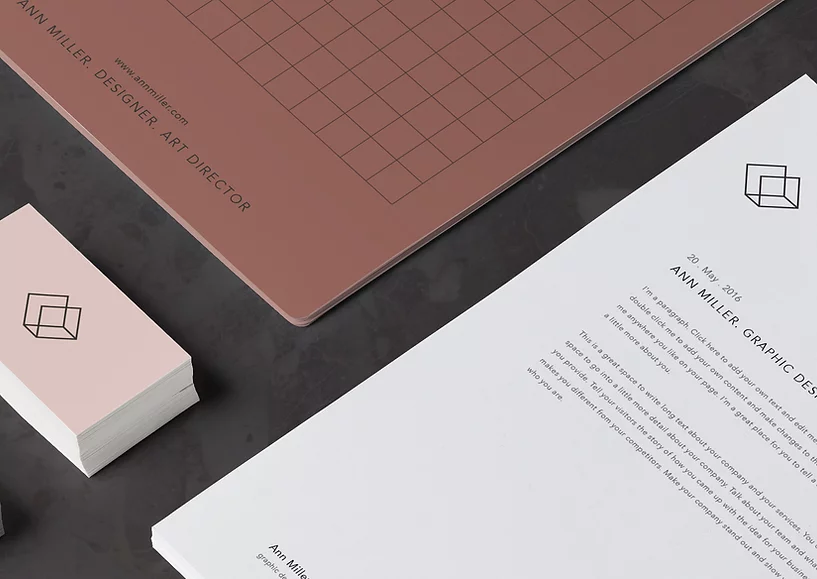 ANN MILLER. DESIGNER. ART DIRECTOR
www.annmiller.com
20 . May . 2016
ANN MILLER. GRAPHIC
I'm a paragraph. Click here to add your own text and edit me
double click me to add your own content and make changes to
me anywhere you like on your page. I'm a great place for you to tell a
a little more about you.
This is a great space to write long text about your company and your services. You
space to go into a little more detail about your company. Talk about your team and
you provide. Tell your visitors the story of how you came up with the idea for your
makes you different from your competitors. Make your company stand out and show
who you are.
Ann
graphic